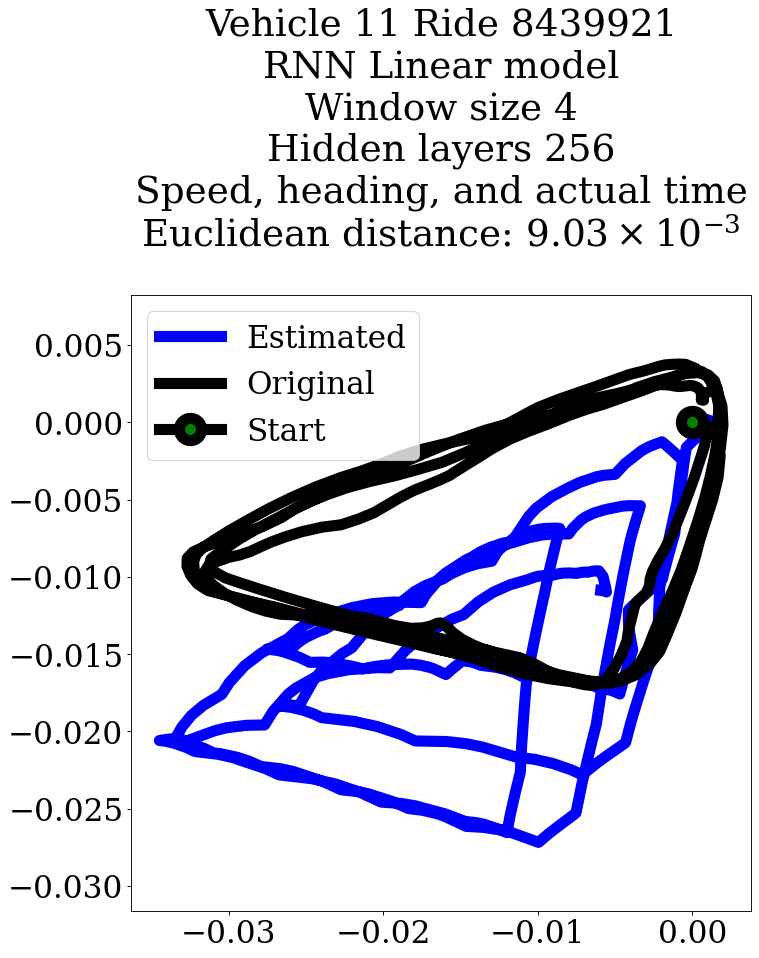 Vehicle 11 Ride 8439921
RNN Linear model
Window size 4
Hidden layers 256
Speed, heading, and actual time
Euclidean distance: 9.03 × 10⁻³
Estimated
Original
Start
0.005
0.000
−0.005
−0.010
−0.015
−0.020
−0.025
−0.030
−0.03 −0.02 −0.01 0.00